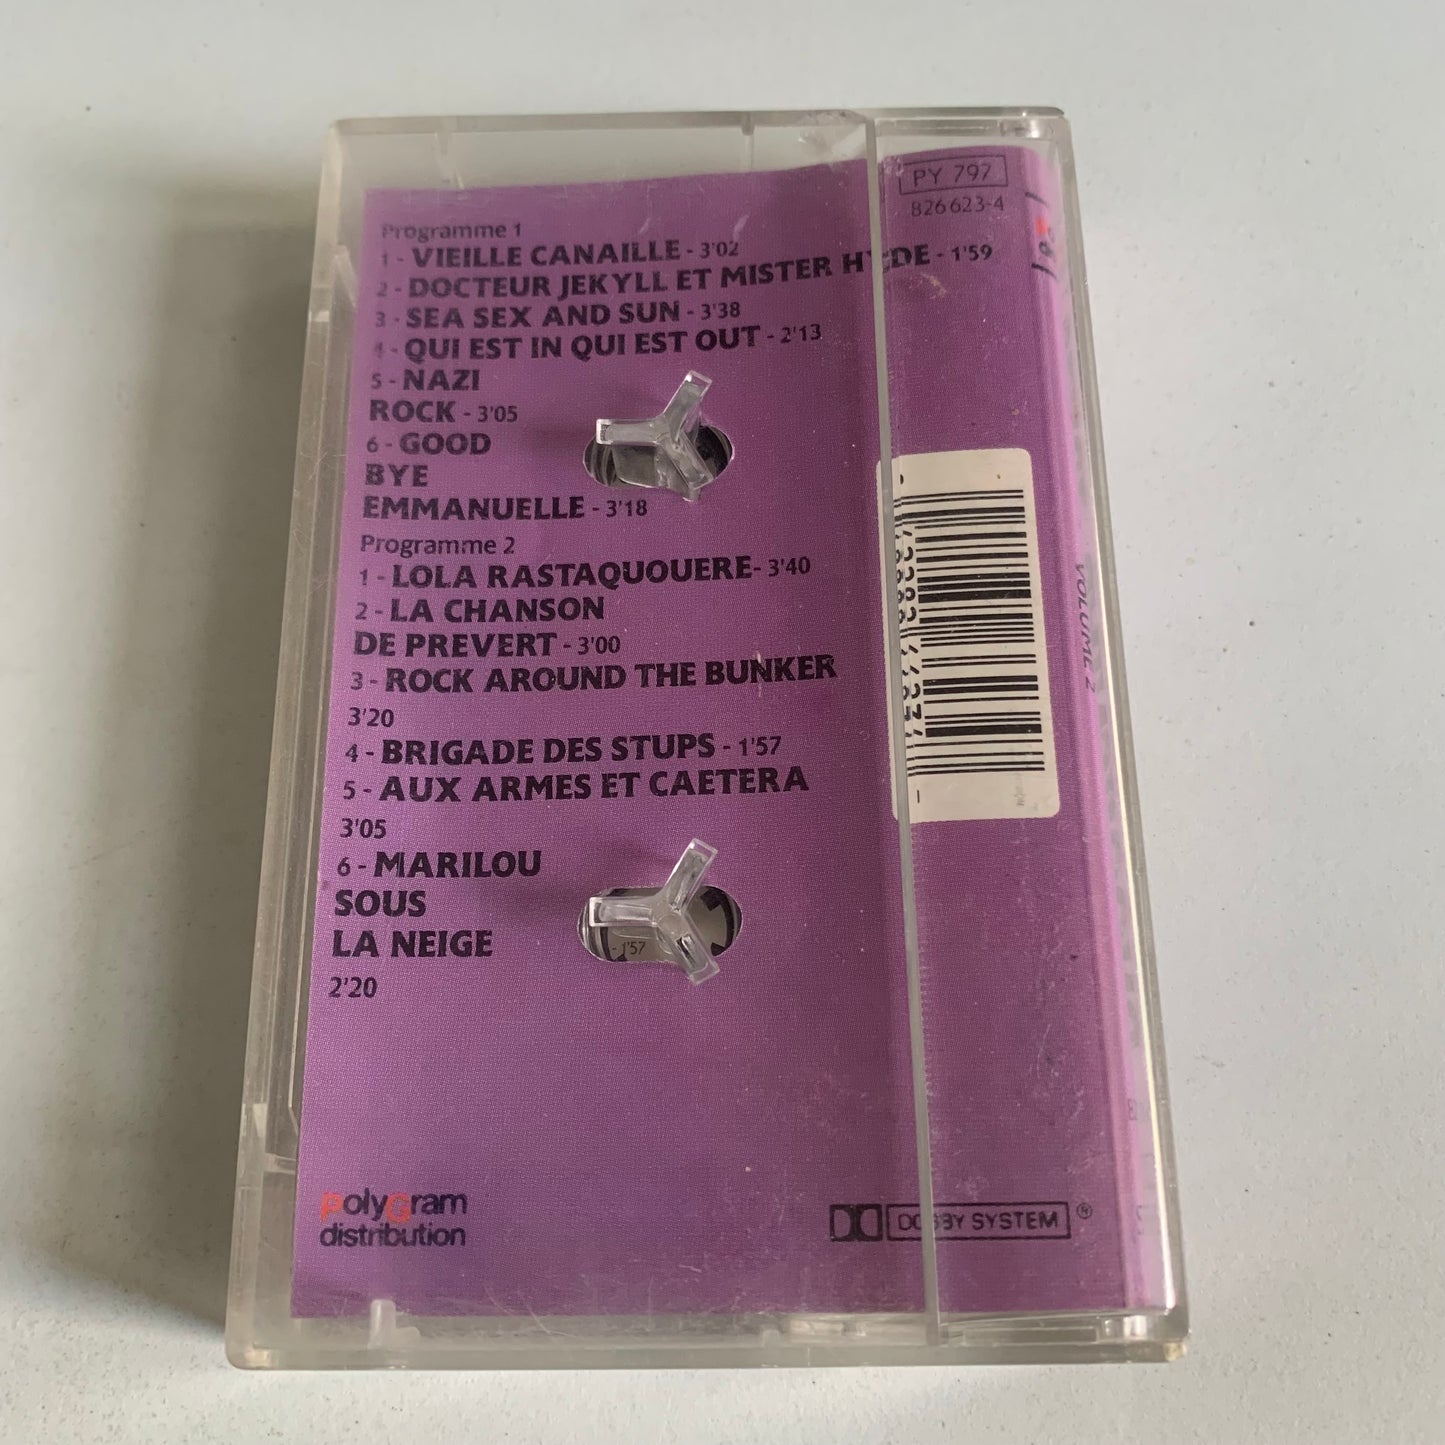 Programme 1
1 - VIEILLE CANAILLE - 3'02
2 - DOCTEUR JEKYLL ET MISTER HYDE - 1'59
3 - SEA SEX AND SUN - 3'38
4 - QUI EST IN QUI EST OUT - 2'13
5 - NAZI
ROCK - 3'05
6 - GOOD
BYE
EMMANUELLE - 3'18
Programme 2
1 - LOLA RASTAQUOUERE - 3'40
2 - LA CHANSON
DE PREVERT - 3'00
3 - ROCK AROUND THE BUNKER
3'20
4 - BRIGADE DES STUPS - 1'57
5 - AUX ARMES ET CAETERA
3'05
6 - MARILOU
SOUS
LA NEIGE
2'20
- 1'57
PolyGram
distribution
DOLBY SYSTEM ®
PY 797
826 623-4
VOLUME 2